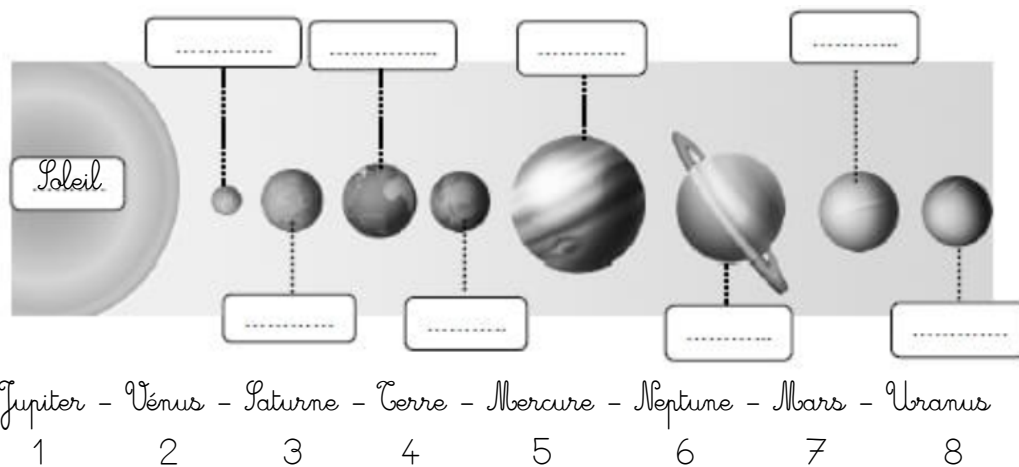 Soleil
Jupiter – Vénus – Saturne – Terre – Mercure – Neptune – Mars – Uranus
1 2 3 4 5 6 7 8